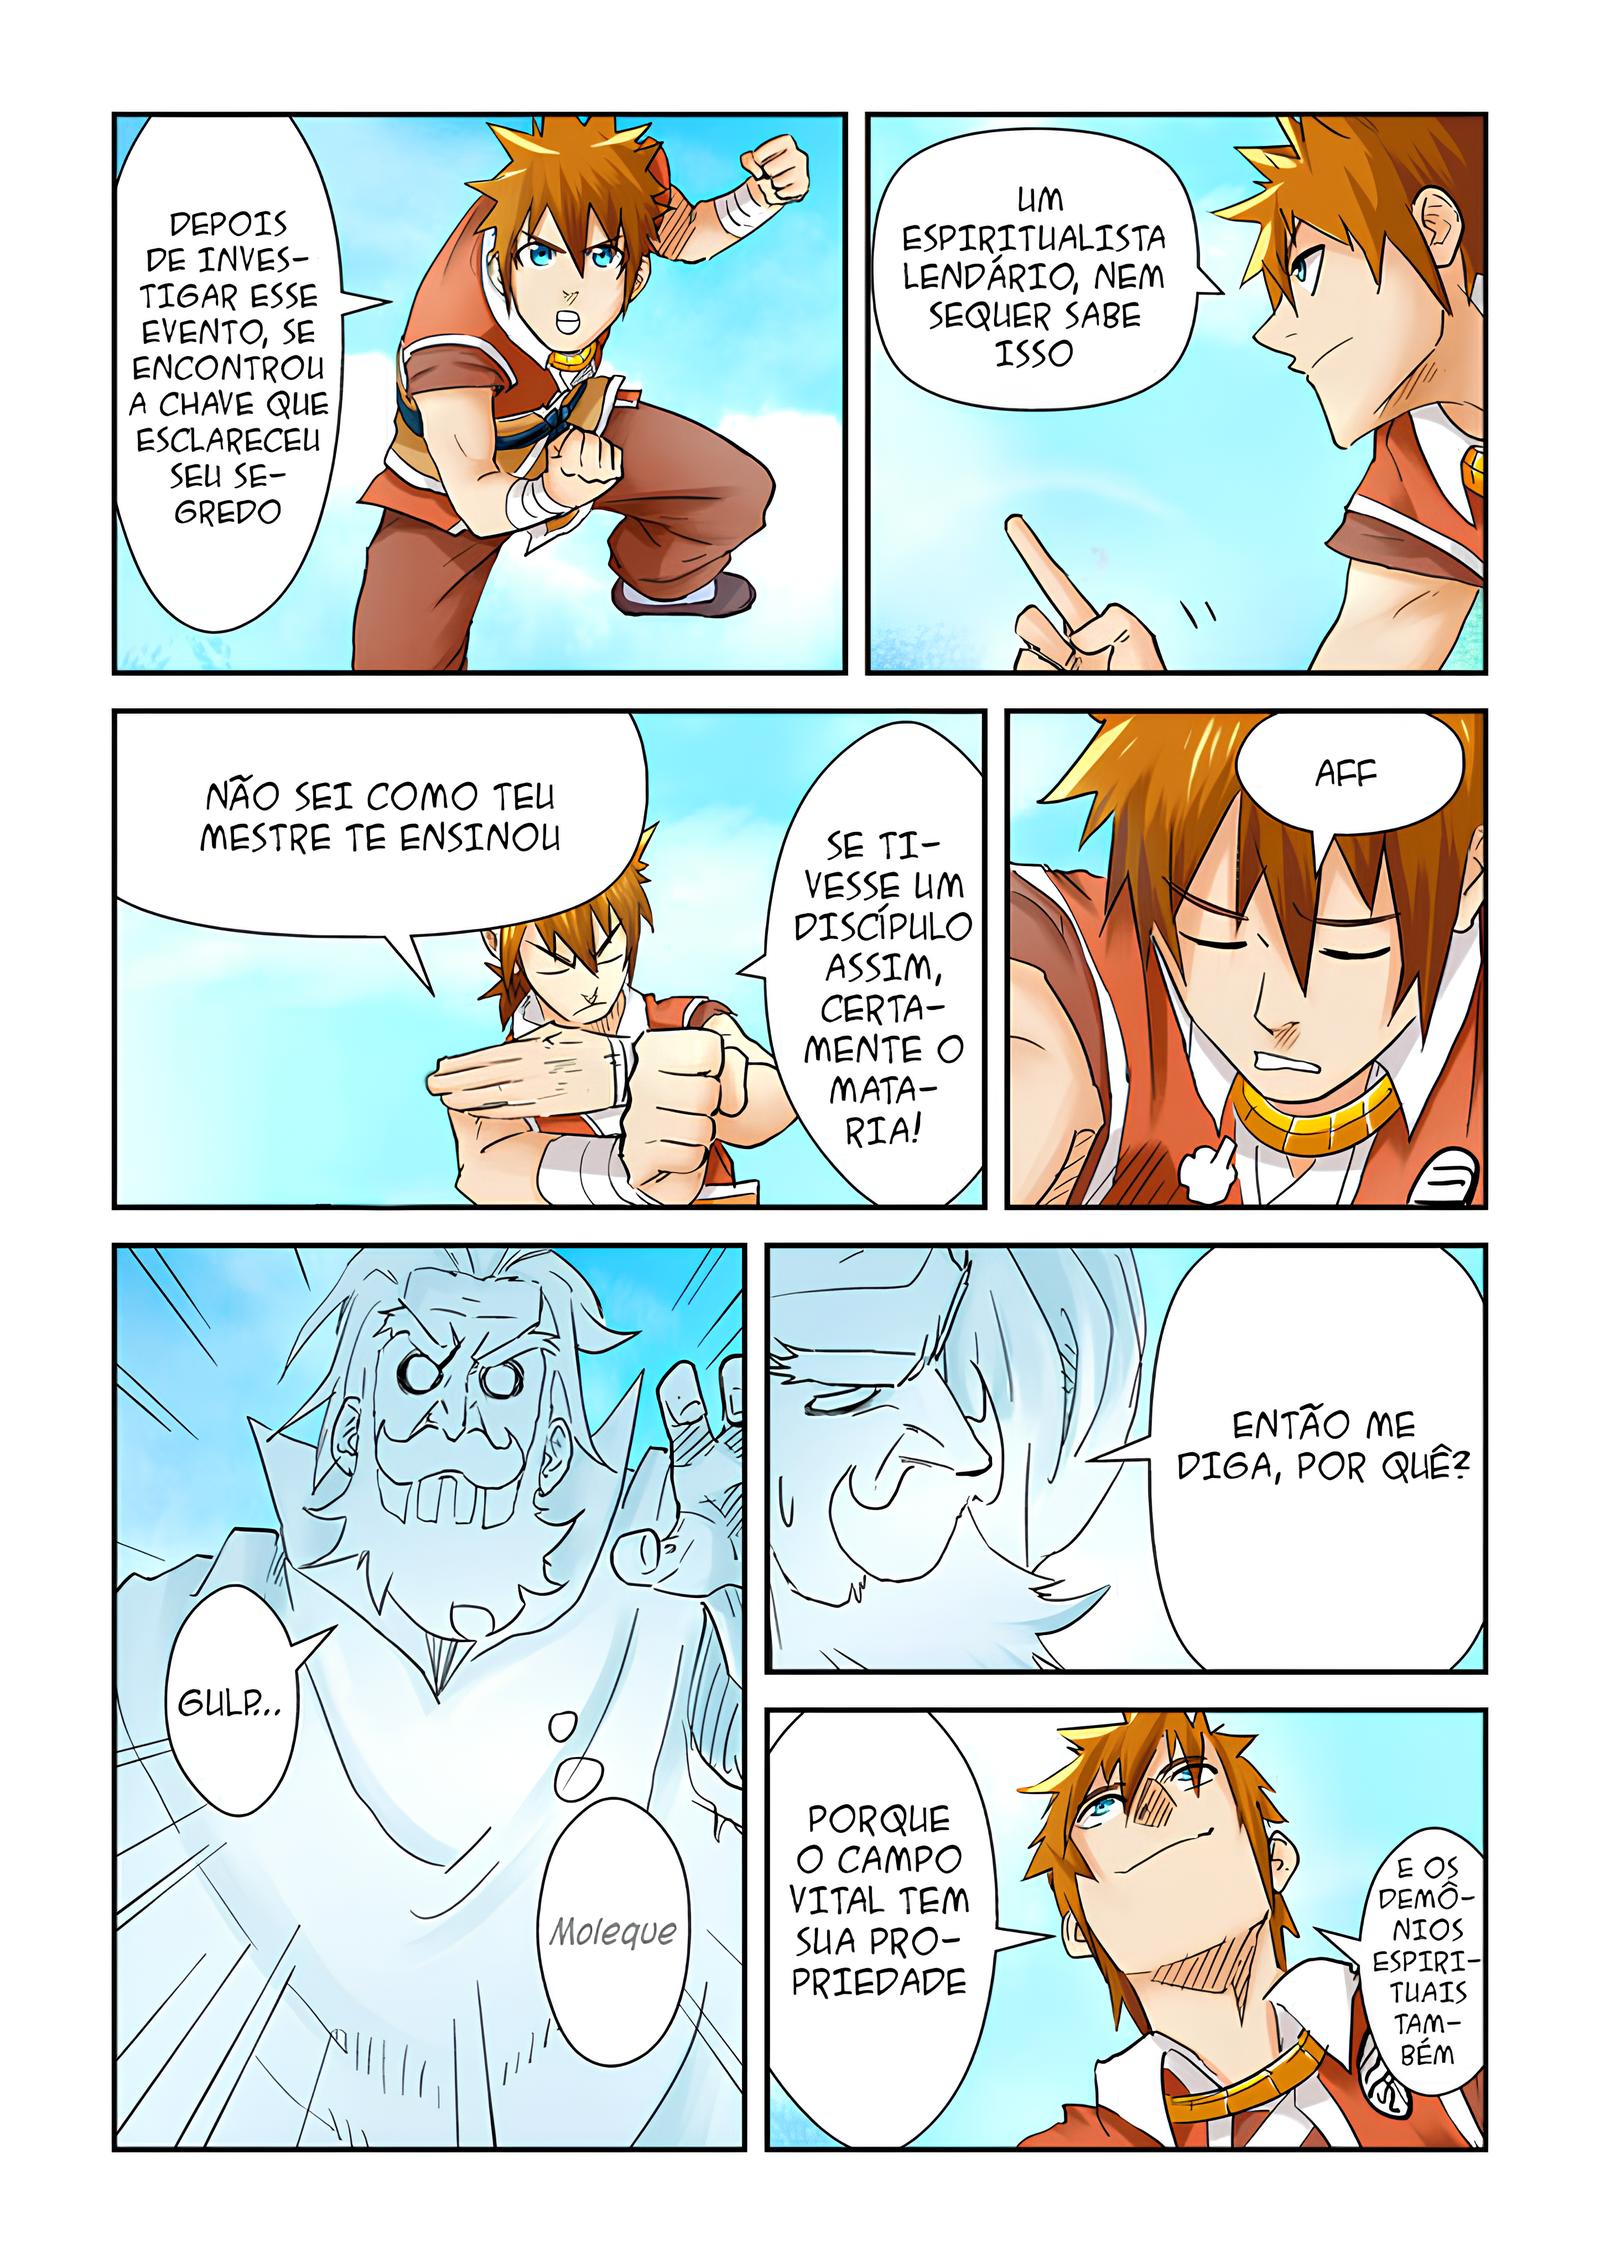 DEPOIS
DE INVES-
TIGAR ESSE
EVENTO, SE
ENCONTROU
A CHAVE QUE
ESCLARECEU
SEU SE-
GREDO
UM
ESPIRITUALISTA
LENDÁRIO, NEM
SEQUER SABE
ISSO
NÃO SEI COMO TEU
MESTRE TE ENSINOU
SE TI-
VESSE UM
DISCÍPULO
ASSIM,
CERTA-
MENTE O
MATA-
RIA!
AFF
GULP...
Moleque
ENTÃO ME
DIGA, POR QUÊ?
PORQUE
O CAMPO
VITAL TEM
SUA PRO-
PRIEDADE
E OS
DEMÔ-
NIOS
ESPIRI-
TUAIS
TAM-
BÉM